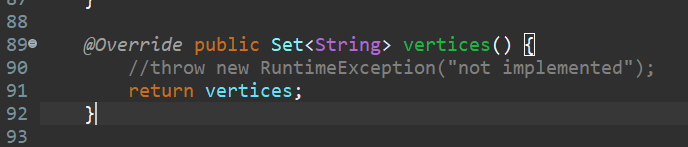 87 }
88
89 @Override public Set<String> vertices() {
90 //throw new RuntimeException("not implemented");
91 return vertices;
92 }
93